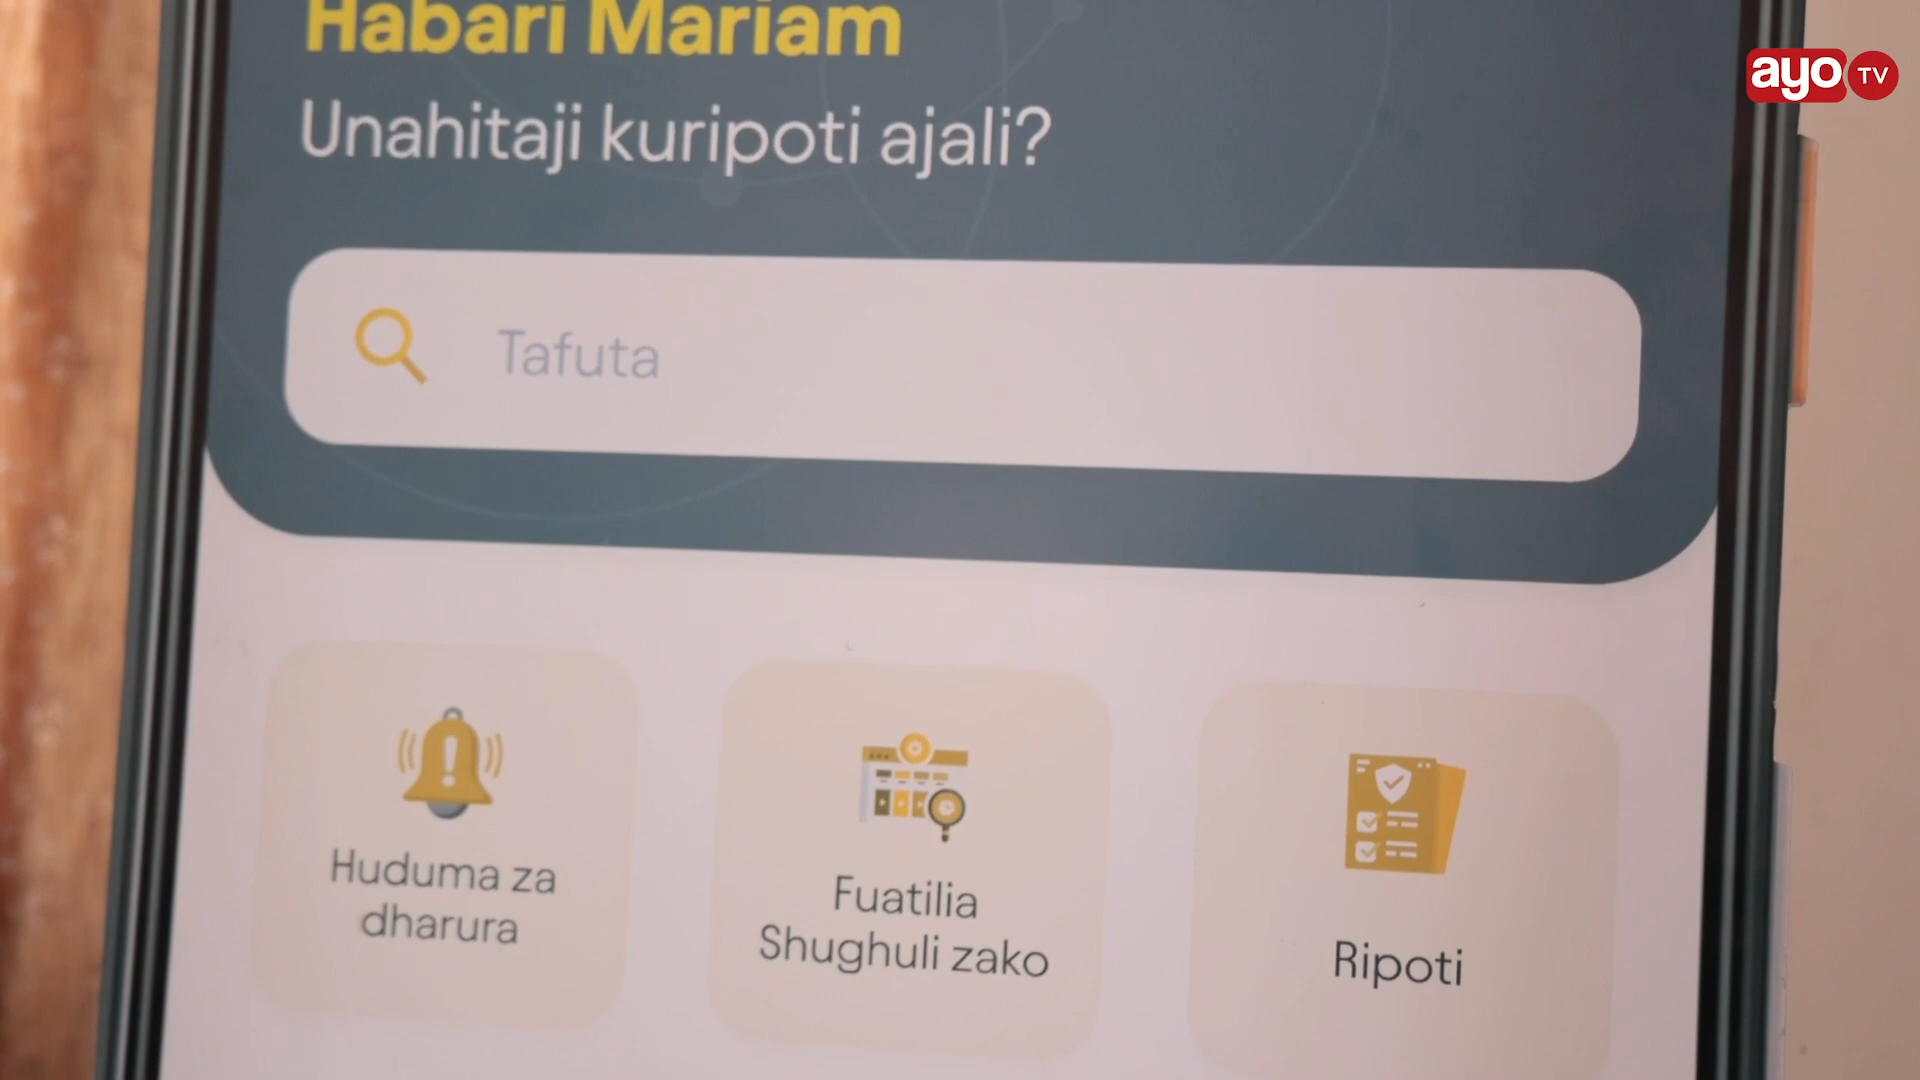 Habari Mariam
ayo TV
Unahitaji kuripoti ajali?
Tafuta
Huduma za
dharura
Fuatilia
Shughuli zako
Ripoti